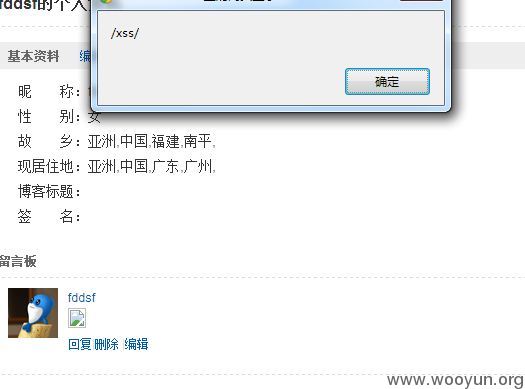 fddsf的个人
/xss/
确定
基本资料 编
昵 称：
性 别：女
故 乡：亚洲,中国,福建,南平,
现居住地：亚洲,中国,广东,广州,
博客标题：
签 名：
留言板
fddsf
回复 删除 编辑
www.wooyun.org